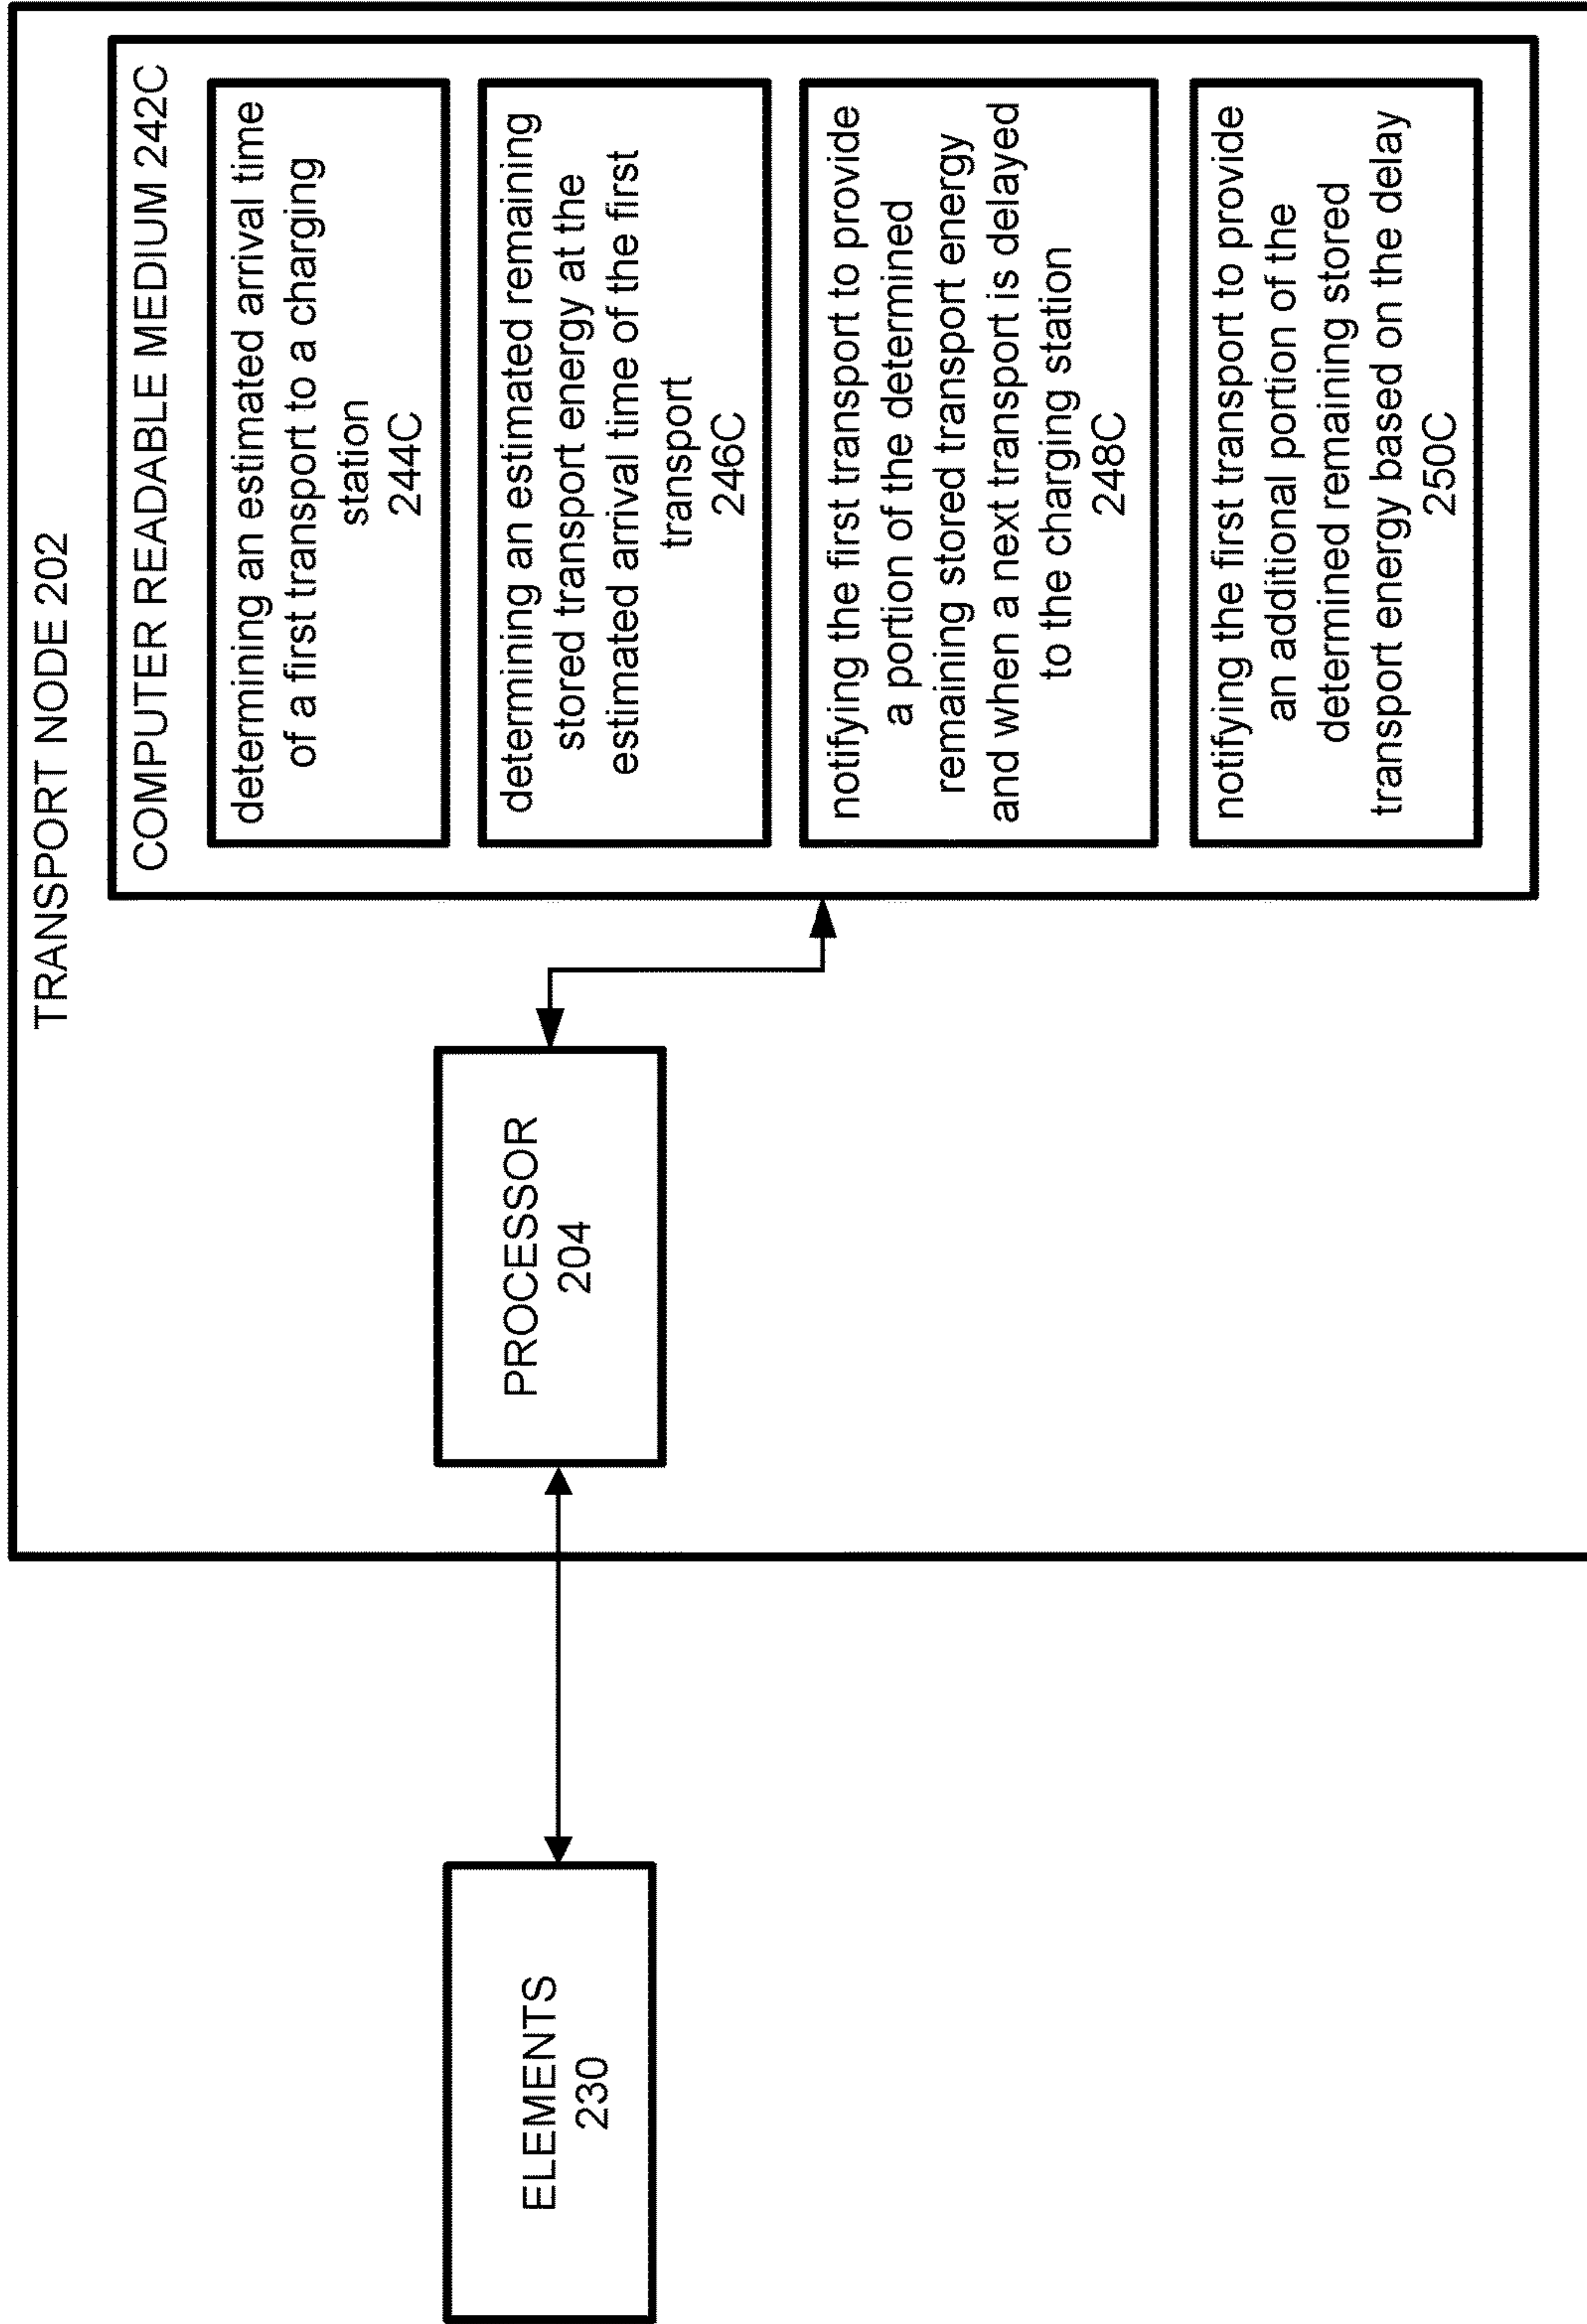 TRANSPORT NODE 202
COMPUTER READABLE MEDIUM 242C
determining an estimated arrival time
of a first transport to a charging
station
244C
determining an estimated remaining
stored transport energy at the
estimated arrival time of the first
transport
246C
notifying the first transport to provide
a portion of the determined
remaining stored transport energy
and when a next transport is delayed
to the charging station
248C
notifying the first transport to provide
an additional portion of the
determined remaining stored
transport energy based on the delay
250C
PROCESSOR
204
ELEMENTS
230